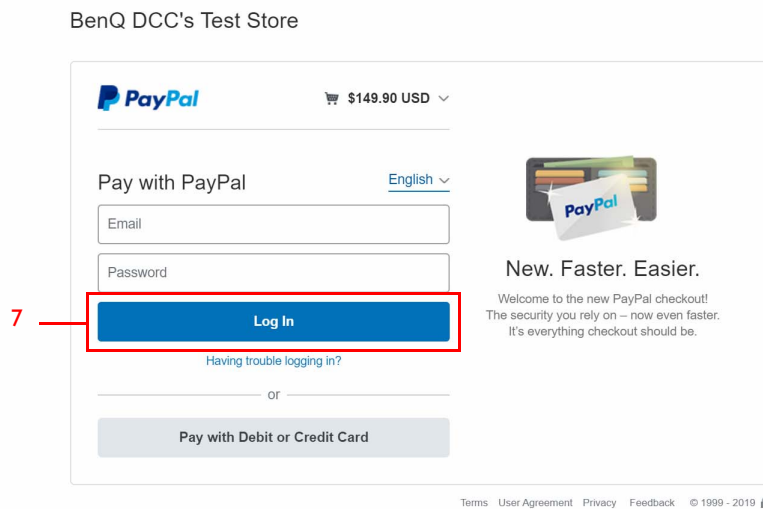 BenQ DCC's Test Store
PayPal
$149.90 USD
Pay with PayPal
English
Email
Password
7
Log In
Having trouble logging in?
or
Pay with Debit or Credit Card
PayPal
New. Faster. Easier.
Welcome to the new PayPal checkout!
The security you rely on – now even faster.
It's everything checkout should be.
Terms User Agreement Privacy Feedback © 1999 - 2019